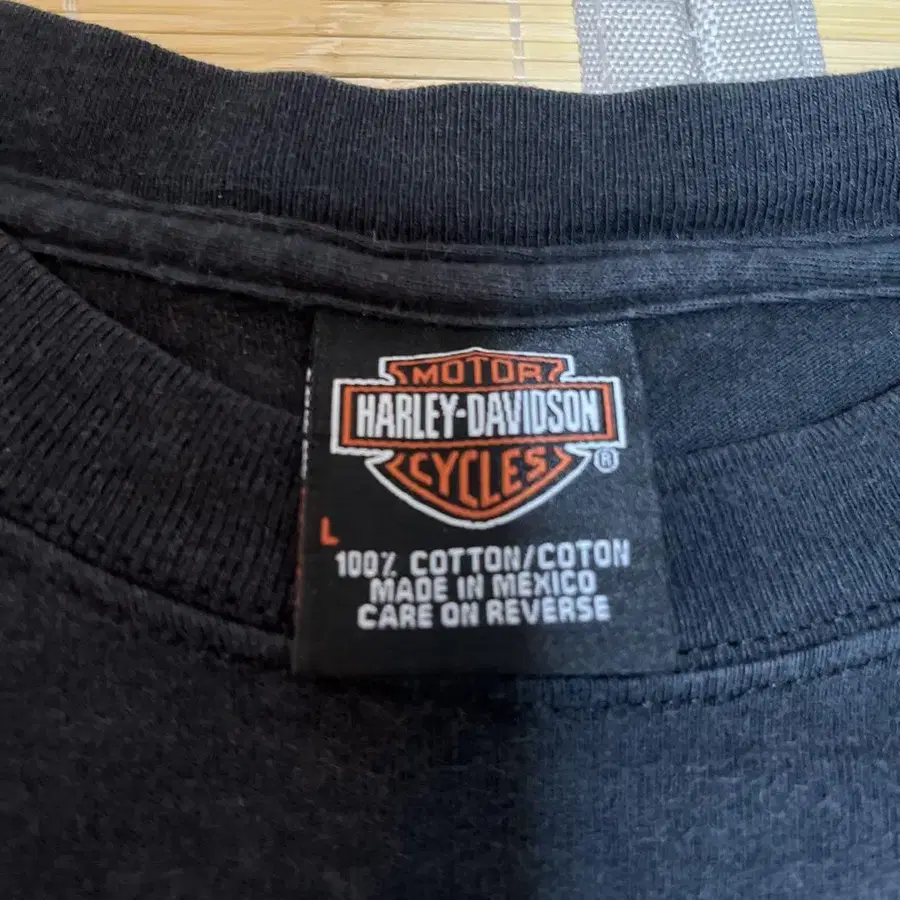 MOTOR
HARLEY-DAVIDSON
CYCLES
®
L
100% COTTON/COTON
MADE IN MEXICO
CARE ON REVERSE